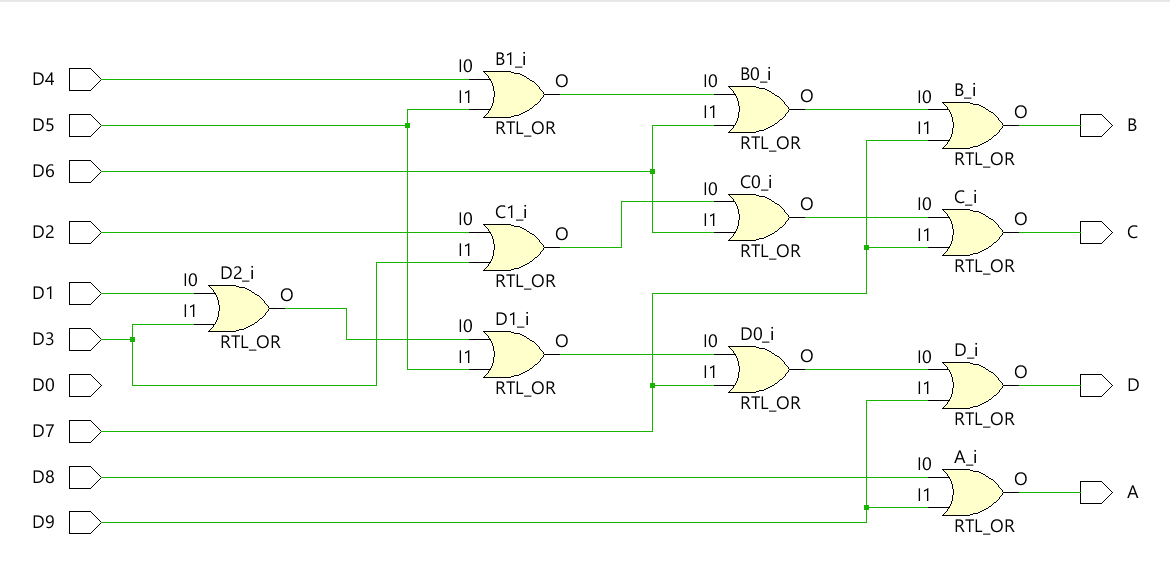 D4
D5
D6
D2
D1
D3
D0
D7
D8
D9
D2_i
I0
I1
O
RTL_OR
B1_i
I0
I1
O
RTL_OR
C1_i
I0
I1
O
RTL_OR
D1_i
I0
I1
O
RTL_OR
B0_i
I0
I1
O
RTL_OR
C0_i
I0
I1
O
RTL_OR
D0_i
I0
I1
O
RTL_OR
B_i
I0
I1
O
RTL_OR
C_i
I0
I1
O
RTL_OR
D_i
I0
I1
O
RTL_OR
A_i
I0
I1
O
RTL_OR
B
C
D
A